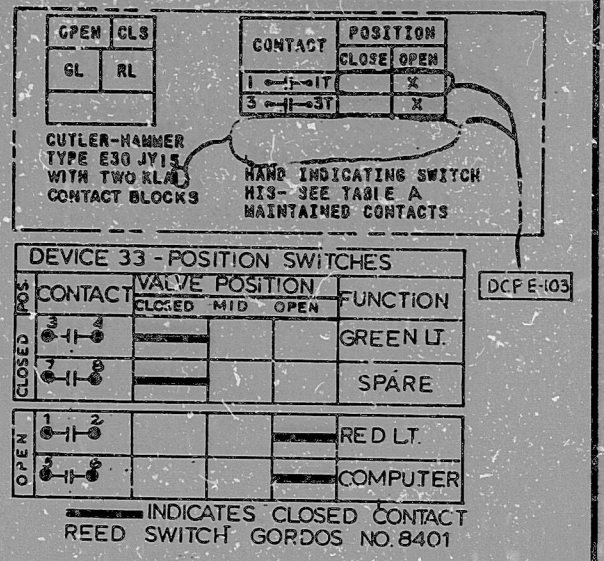 OPEN CLS
GL RL
CUTLER-HAMMER
TYPE E30 JY15
WITH TWO KLA1
CONTACT BLOCKS
CONTACT POSITION
CLOSE OPEN
1 1T X
3 3T X
HAND INDICATING SWITCH
HIS- SEE TABLE A
MAINTAINED CONTACTS
DCP E-103
DEVICE 33 - POSITION SWITCHES
POS. CONTACT VALVE POSITION FUNCTION
CLOSED MID OPEN
CLOSED
3 4 GREEN LT.
7 8 SPARE
OPEN
1 2 RED LT.
5 6 COMPUTER
INDICATES CLOSED CONTACT
REED SWITCH GORDOS NO. 8401